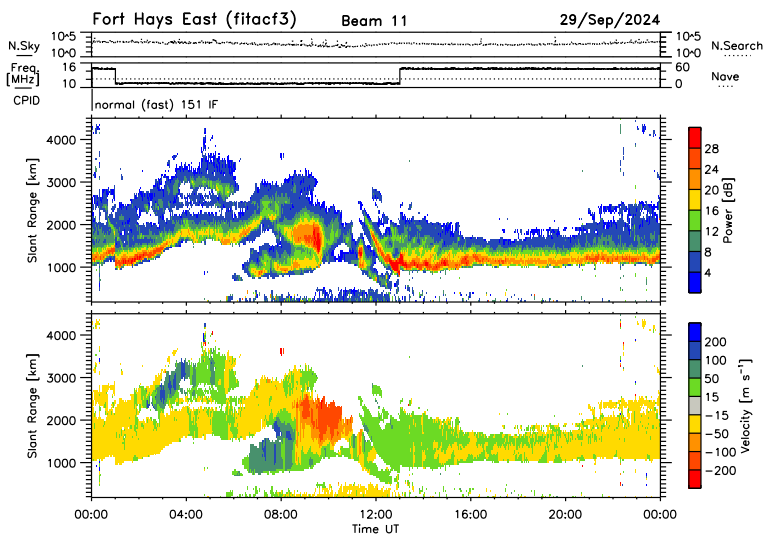 Fort Hays East (fitacf3) Beam 11 29/Sep/2024
N.Sky 10^5 10^0 10^5 10^0 N.Search
Freq. [MHz] 16 10 60 0 Nave
CPID normal (fast) 151 IF
Slant Range [km] 4000 3000 2000 1000
28 24 20 16 12 8 4 Power [dB]
Slant Range [km] 4000 3000 2000 1000
200 100 50 15 −15 −50 −100 −200 Velocity [m s⁻¹]
00:00 04:00 08:00 12:00 16:00 20:00 00:00
Time UT